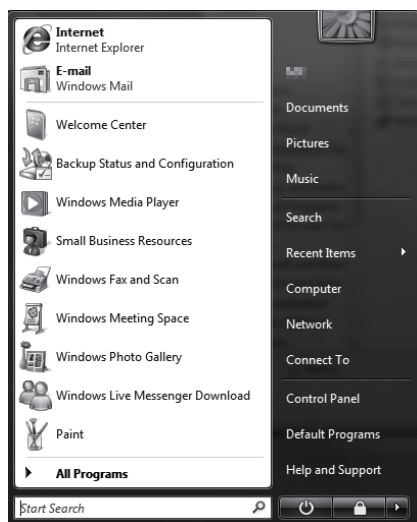 Internet
Internet Explorer
E-mail
Windows Mail
Welcome Center
Backup Status and Configuration
Windows Media Player
Small Business Resources
Windows Fax and Scan
Windows Meeting Space
Windows Photo Gallery
Windows Live Messenger Download
Paint
All Programs
Start Search
Documents
Pictures
Music
Search
Recent Items
Computer
Network
Connect To
Control Panel
Default Programs
Help and Support